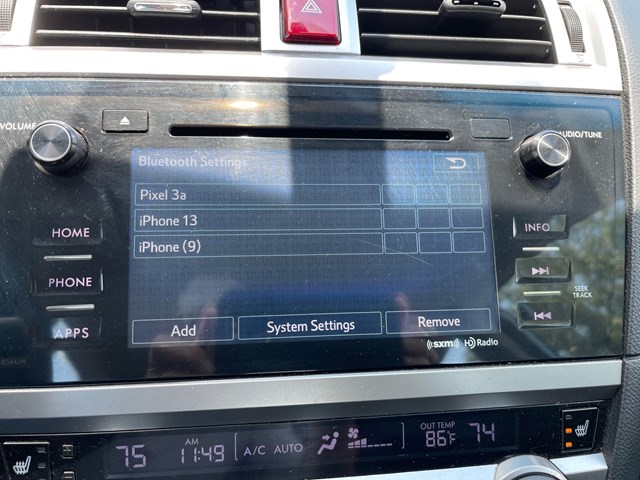 VOLUME
AUDIO/TUNE
Bluetooth Settings
Pixel 3a
iPhone 13
iPhone (9)
HOME
PHONE
APPS
INFO
SEEK
TRACK
Add
System Settings
Remove
((SXM)) HD Radio
75
AM
11:49
A/C AUTO
OUT TEMP
86°F
74